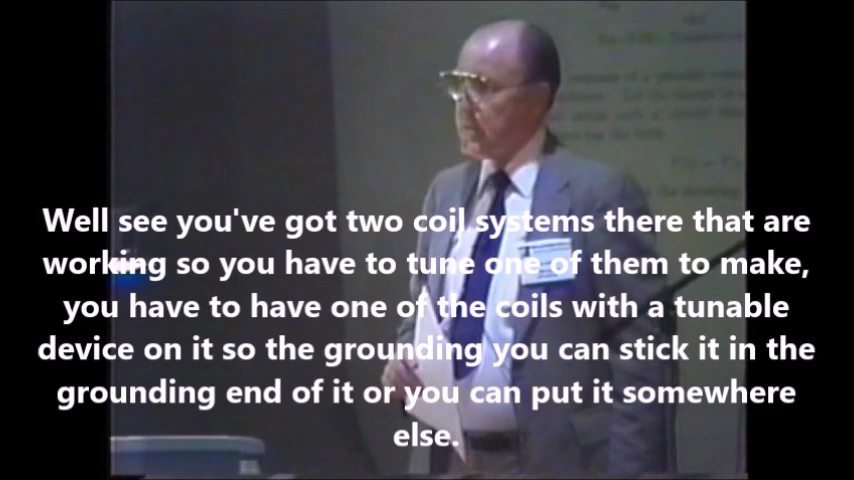 Well see you've got two coil systems there that are
working so you have to tune one of them to make,
you have to have one of the coils with a tunable
device on it so the grounding you can stick it in the
grounding end of it or you can put it somewhere
else.